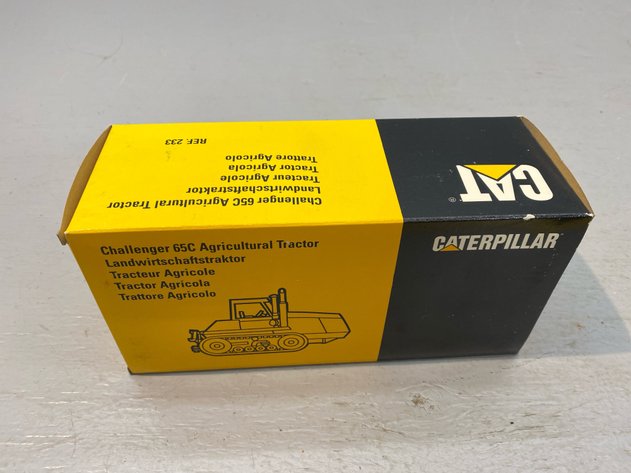 REF. 233
Challenger 65C Agricultural Tractor
Landwirtschaftstraktor
Tracteur Agricole
Tractor Agricola
Trattore Agricolo
CAT®
Challenger 65C Agricultural Tractor
Landwirtschaftstraktor
Tracteur Agricole
Tractor Agricola
Trattore Agricolo
CATERPILLAR